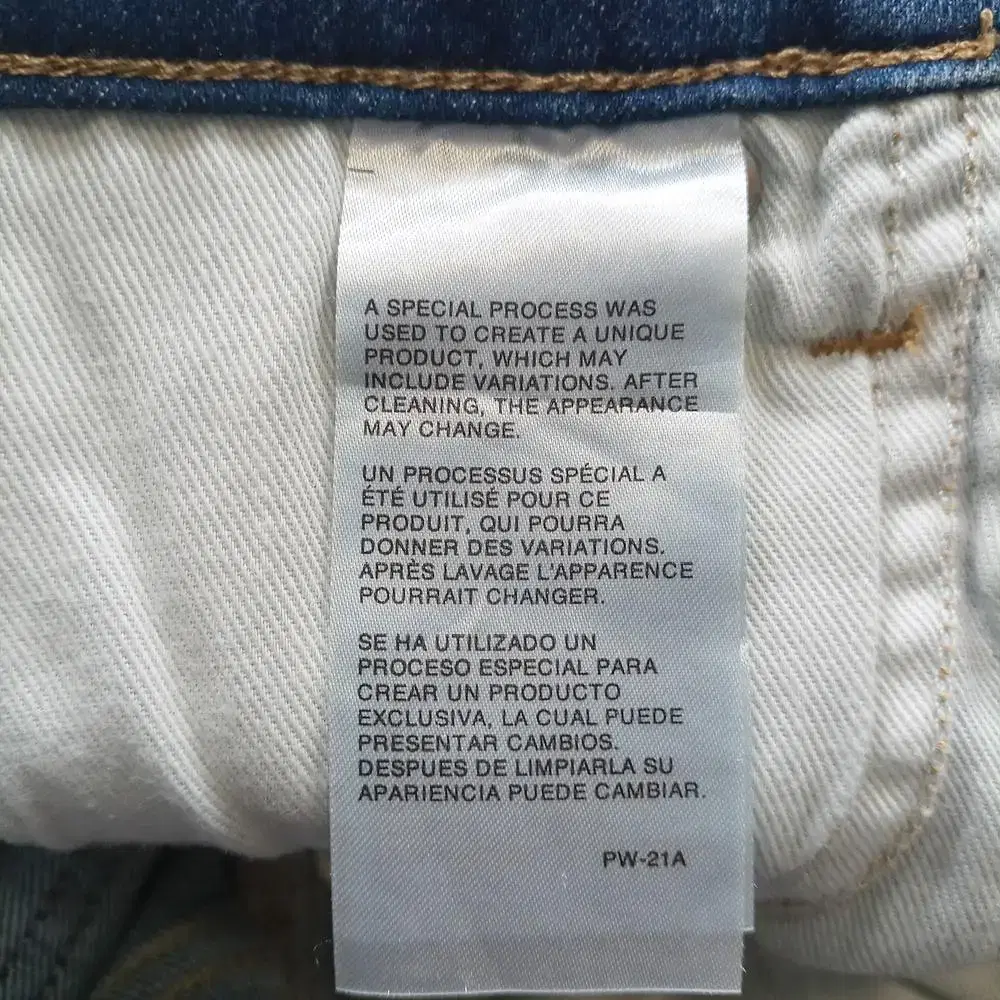 A SPECIAL PROCESS WAS
USED TO CREATE A UNIQUE
PRODUCT, WHICH MAY
INCLUDE VARIATIONS. AFTER
CLEANING, THE APPEARANCE
MAY CHANGE.
UN PROCESSUS SPÉCIAL A
ÉTÉ UTILISÉ POUR CE
PRODUIT, QUI POURRA
DONNER DES VARIATIONS.
APRÈS LAVAGE L'APPARENCE
POURRAIT CHANGER.
SE HA UTILIZADO UN
PROCESO ESPECIAL PARA
CREAR UN PRODUCTO
EXCLUSIVA, LA CUAL PUEDE
PRESENTAR CAMBIOS.
DESPUES DE LIMPIARLA SU
APARIENCIA PUEDE CAMBIAR.
PW-21A